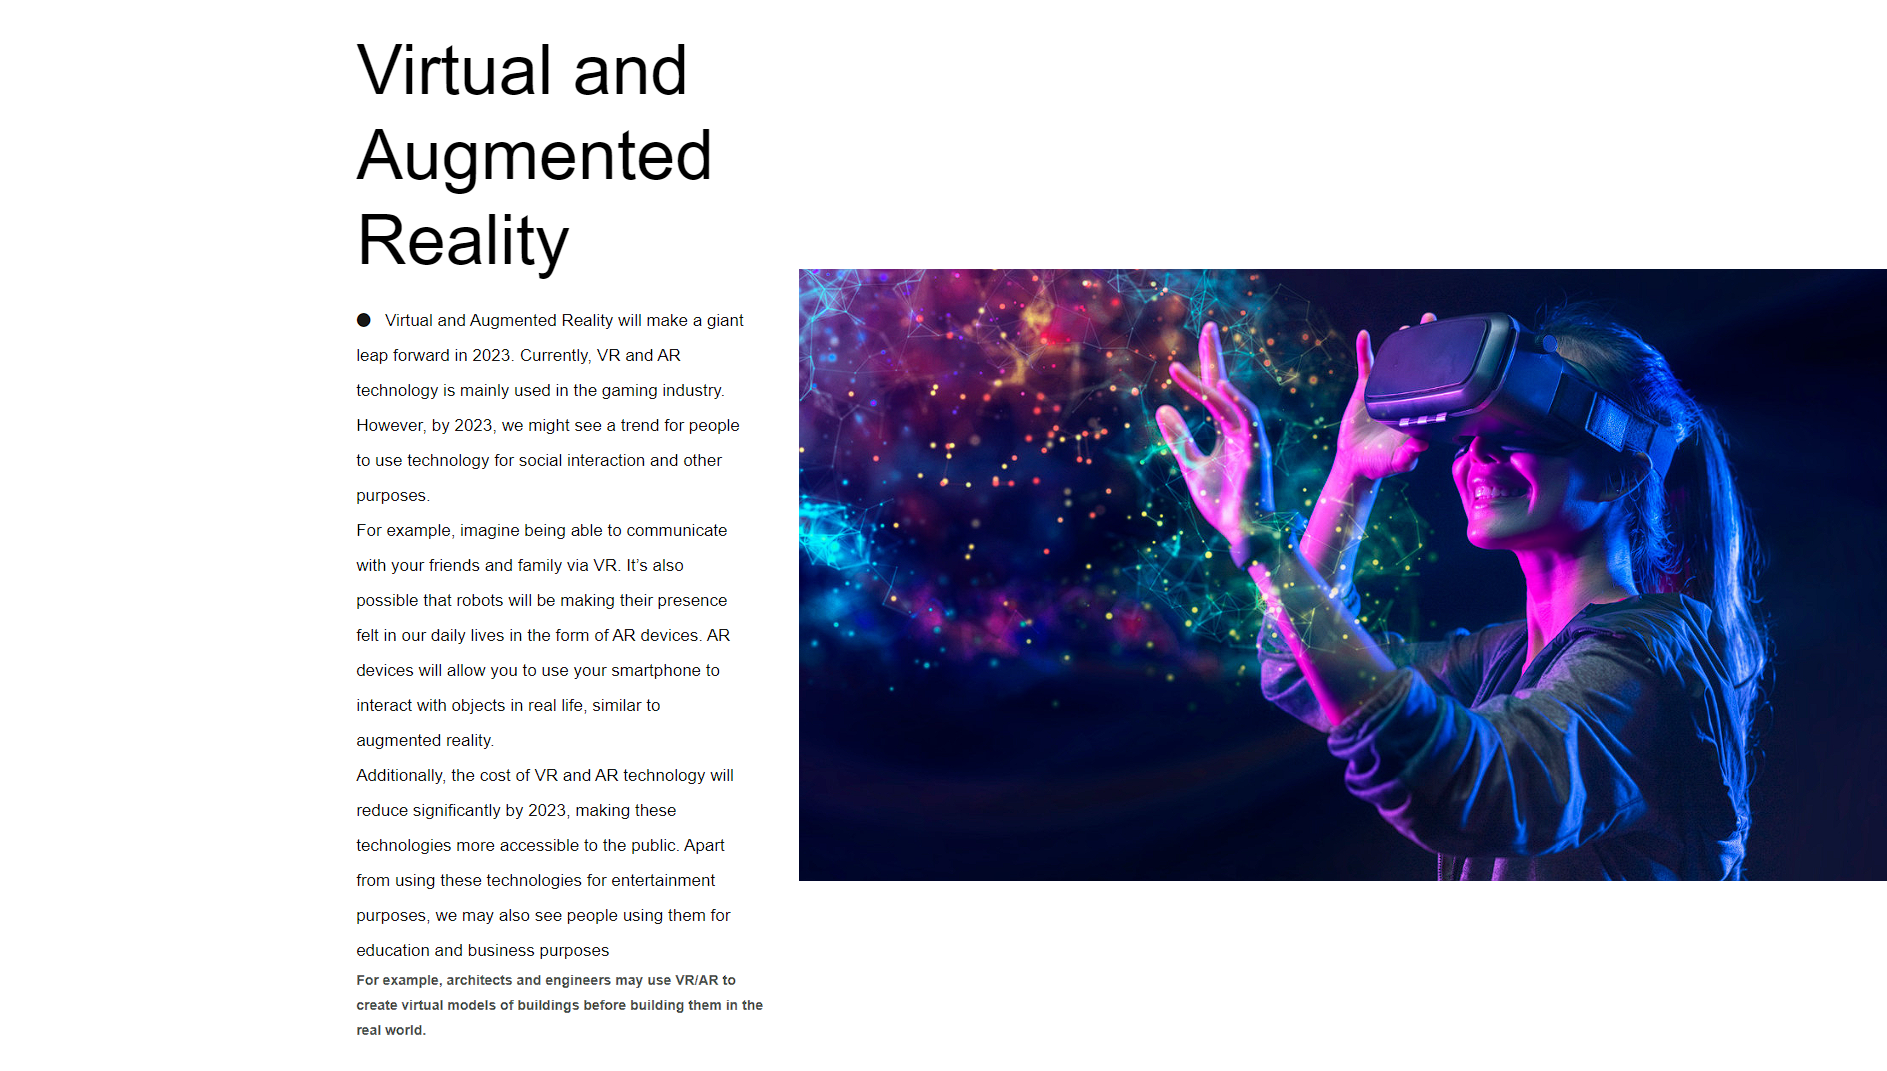 Virtual and
Augmented
Reality
● Virtual and Augmented Reality will make a giant
leap forward in 2023. Currently, VR and AR
technology is mainly used in the gaming industry.
However, by 2023, we might see a trend for people
to use technology for social interaction and other
purposes.
For example, imagine being able to communicate
with your friends and family via VR. It’s also
possible that robots will be making their presence
felt in our daily lives in the form of AR devices. AR
devices will allow you to use your smartphone to
interact with objects in real life, similar to
augmented reality.
Additionally, the cost of VR and AR technology will
reduce significantly by 2023, making these
technologies more accessible to the public. Apart
from using these technologies for entertainment
purposes, we may also see people using them for
education and business purposes
For example, architects and engineers may use VR/AR to
create virtual models of buildings before building them in the
real world.